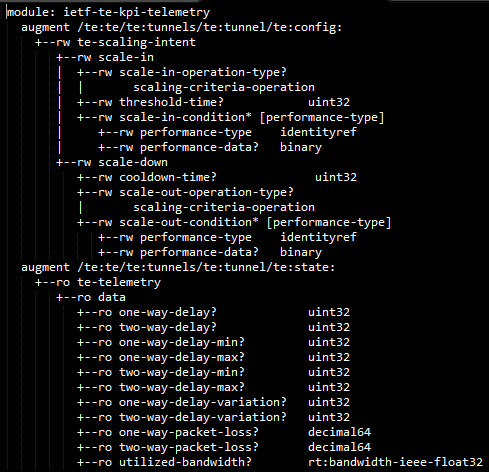 module: ietf-te-kpi-telemetry
  augment /te:te/te:tunnels/te:tunnel/te:config:
    +--rw te-scaling-intent
       +--rw scale-in
       |  +--rw scale-in-operation-type?
       |  |       scaling-criteria-operation
       |  +--rw threshold-time?           uint32
       |  +--rw scale-in-condition* [performance-type]
       |     +--rw performance-type    identityref
       |     +--rw performance-data?   binary
       +--rw scale-down
          +--rw cooldown-time?             uint32
          +--rw scale-out-operation-type?
          |       scaling-criteria-operation
          +--rw scale-out-condition* [performance-type]
             +--rw performance-type    identityref
             +--rw performance-data?   binary
  augment /te:te/te:tunnels/te:tunnel/te:state:
    +--ro te-telemetry
       +--ro data
          +--ro one-way-delay?            uint32
          +--ro two-way-delay?            uint32
          +--ro one-way-delay-min?        uint32
          +--ro one-way-delay-max?        uint32
          +--ro two-way-delay-min?        uint32
          +--ro two-way-delay-max?        uint32
          +--ro one-way-delay-variation?  uint32
          +--ro two-way-delay-variation?  uint32
          +--ro one-way-packet-loss?      decimal64
          +--ro two-way-packet-loss?      decimal64
          +--ro utilized-bandwidth?       rt:bandwidth-ieee-float32